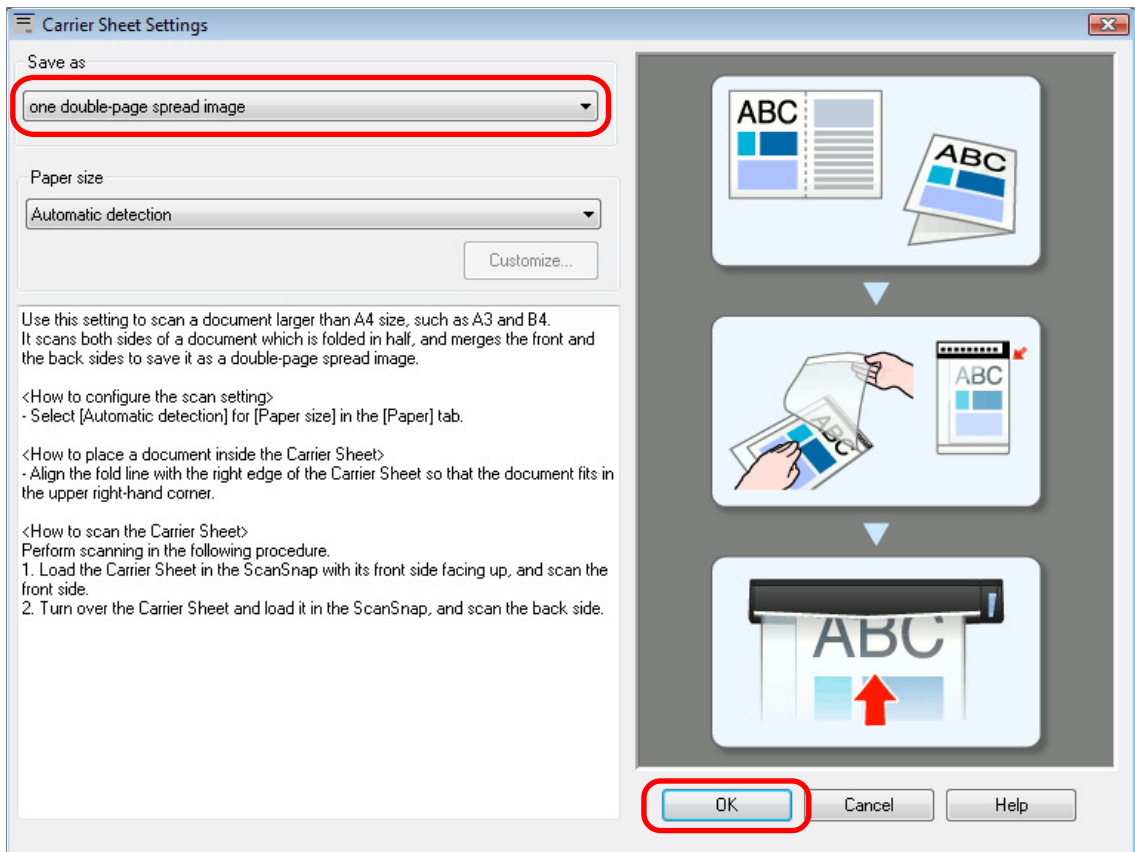 Carrier Sheet Settings
Save as
one double-page spread image
Paper size
Automatic detection
Customize...
Use this setting to scan a document larger than A4 size, such as A3 and B4.
It scans both sides of a document which is folded in half, and merges the front and
the back sides to save it as a double-page spread image.
<How to configure the scan setting>
- Select [Automatic detection] for [Paper size] in the [Paper] tab.
<How to place a document inside the Carrier Sheet>
- Align the fold line with the right edge of the Carrier Sheet so that the document fits in
the upper right-hand corner.
<How to scan the Carrier Sheet>
Perform scanning in the following procedure.
1. Load the Carrier Sheet in the ScanSnap with its front side facing up, and scan the
front side.
2. Turn over the Carrier Sheet and load it in the ScanSnap, and scan the back side.
ABC
ABC
ABC
ABC
ABC
OK
Cancel
Help